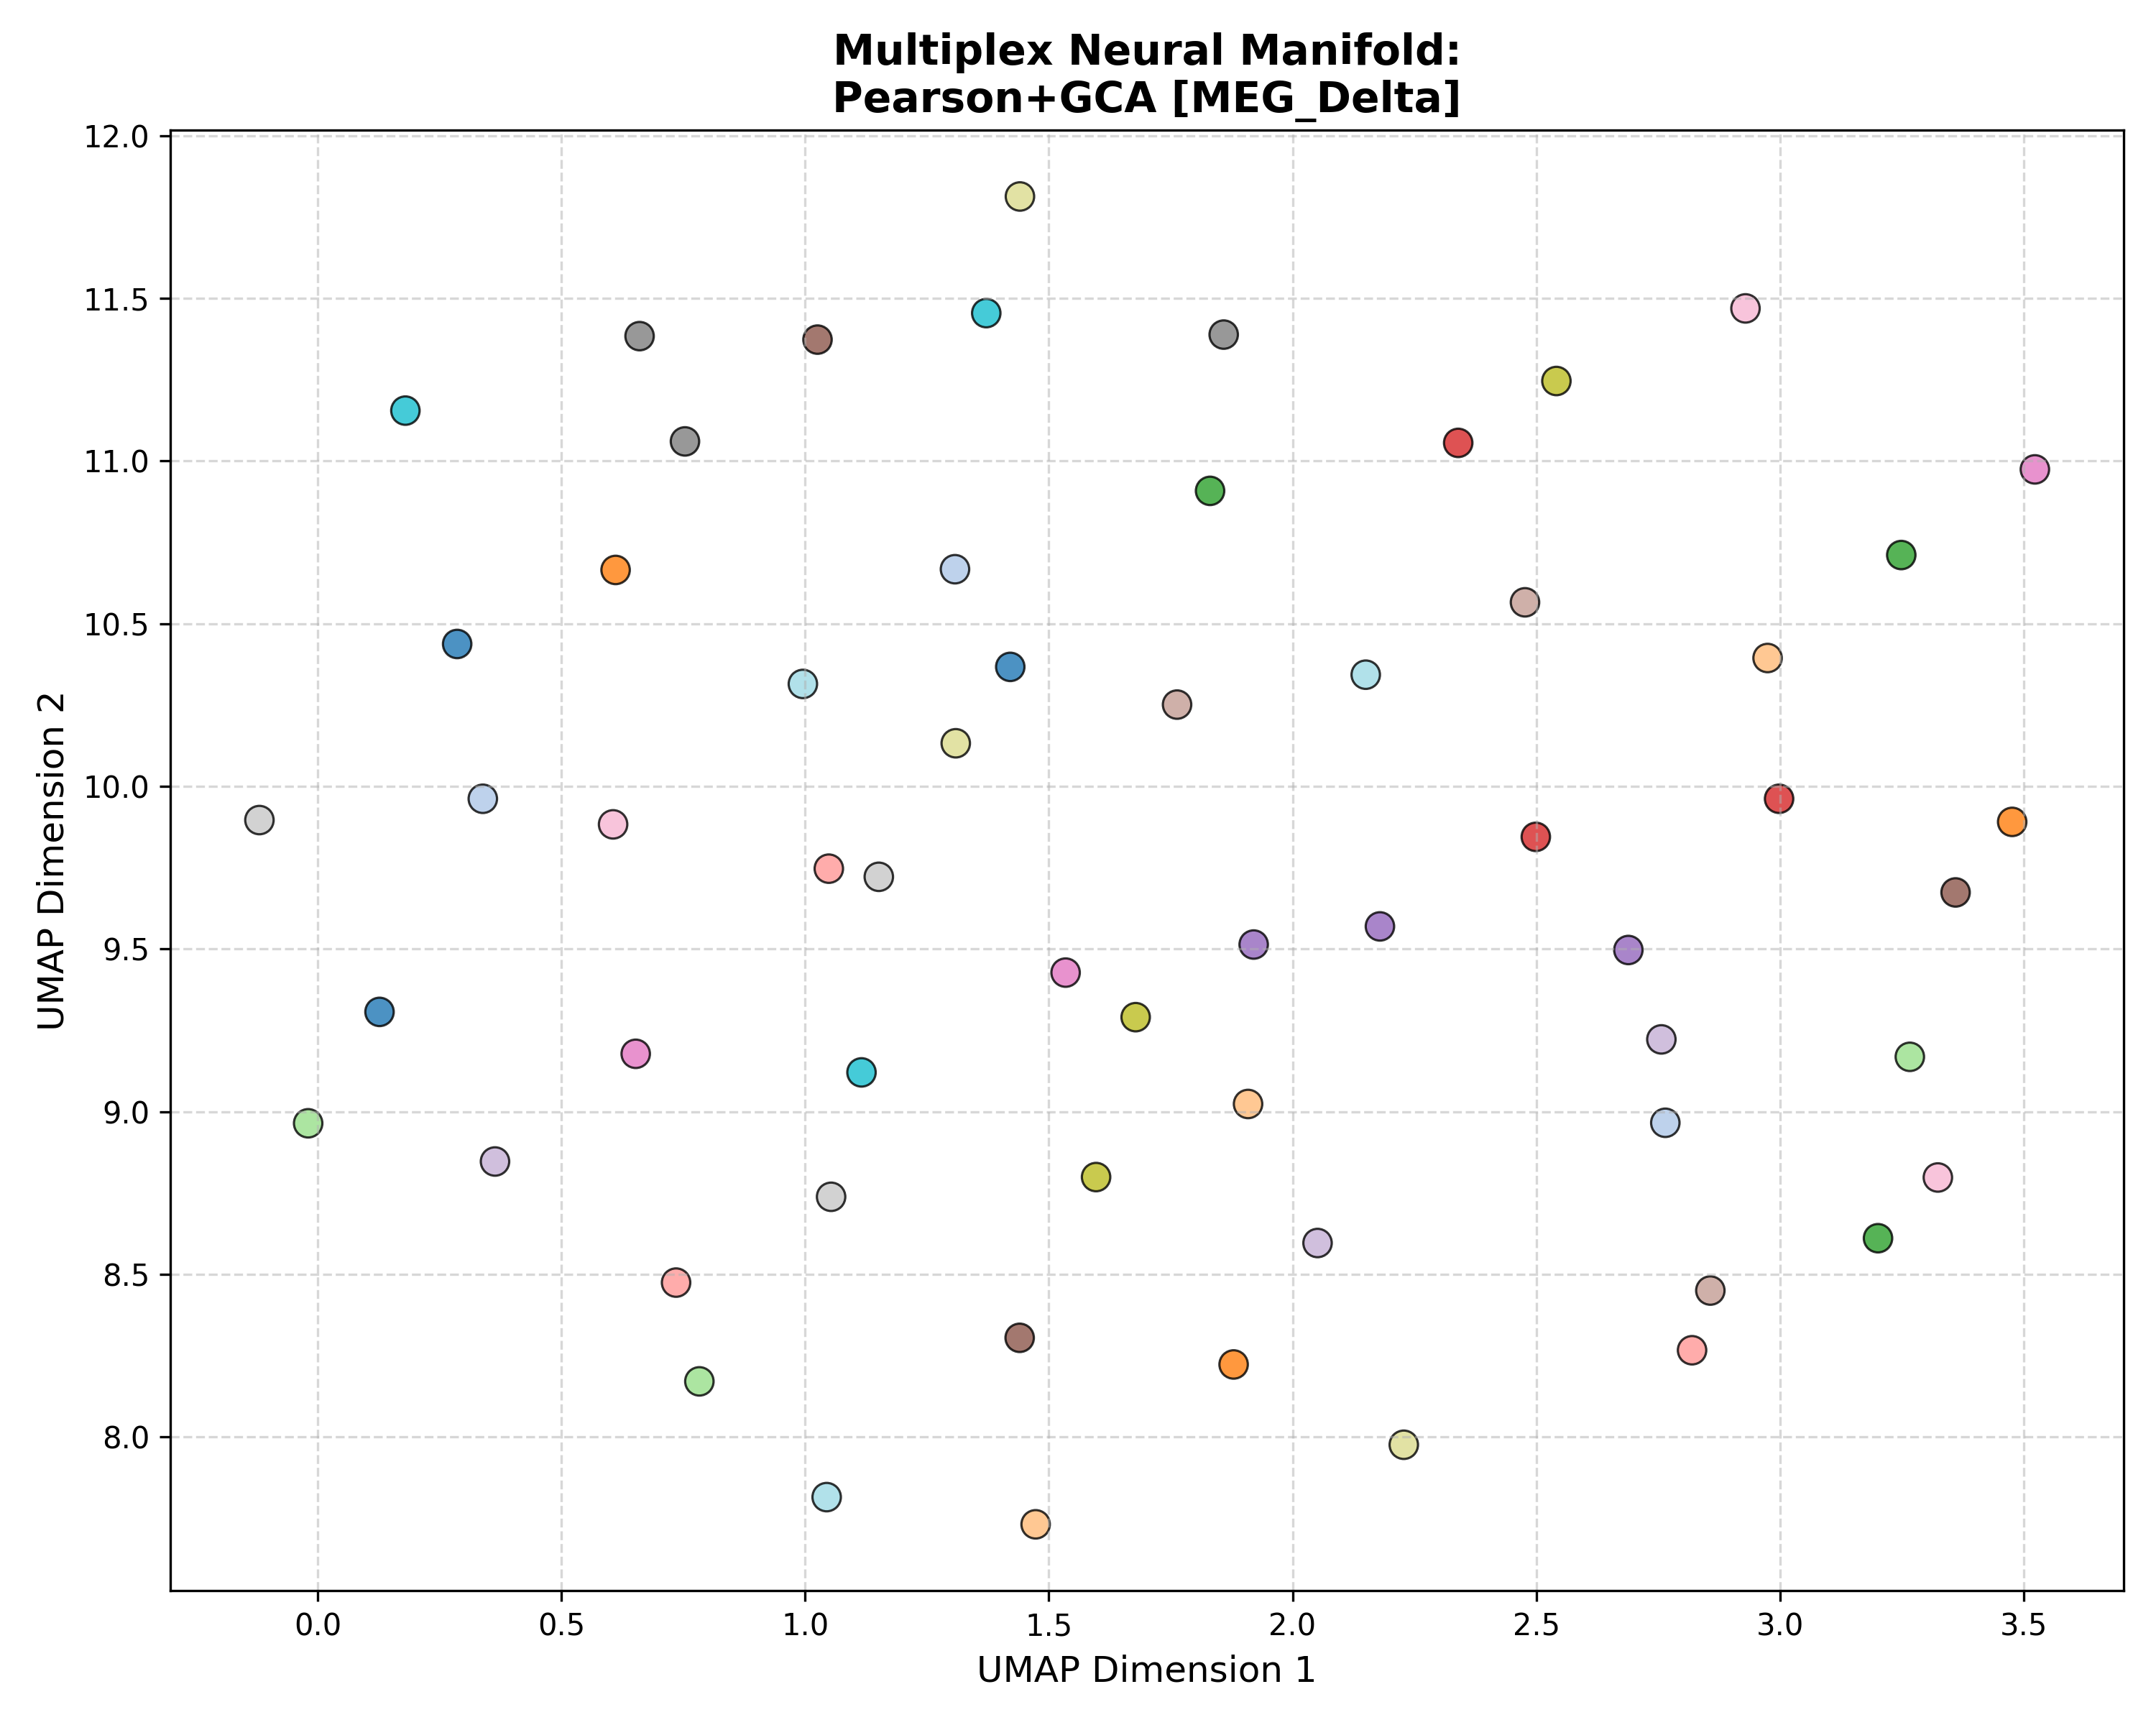 Multiplex Neural Manifold:
Pearson+GCA [MEG_Delta]
12.0
11.5
11.0
10.5
10.0
9.5
9.0
8.5
8.0
UMAP Dimension 2
0.0 0.5 1.0 1.5 2.0 2.5 3.0 3.5
UMAP Dimension 1